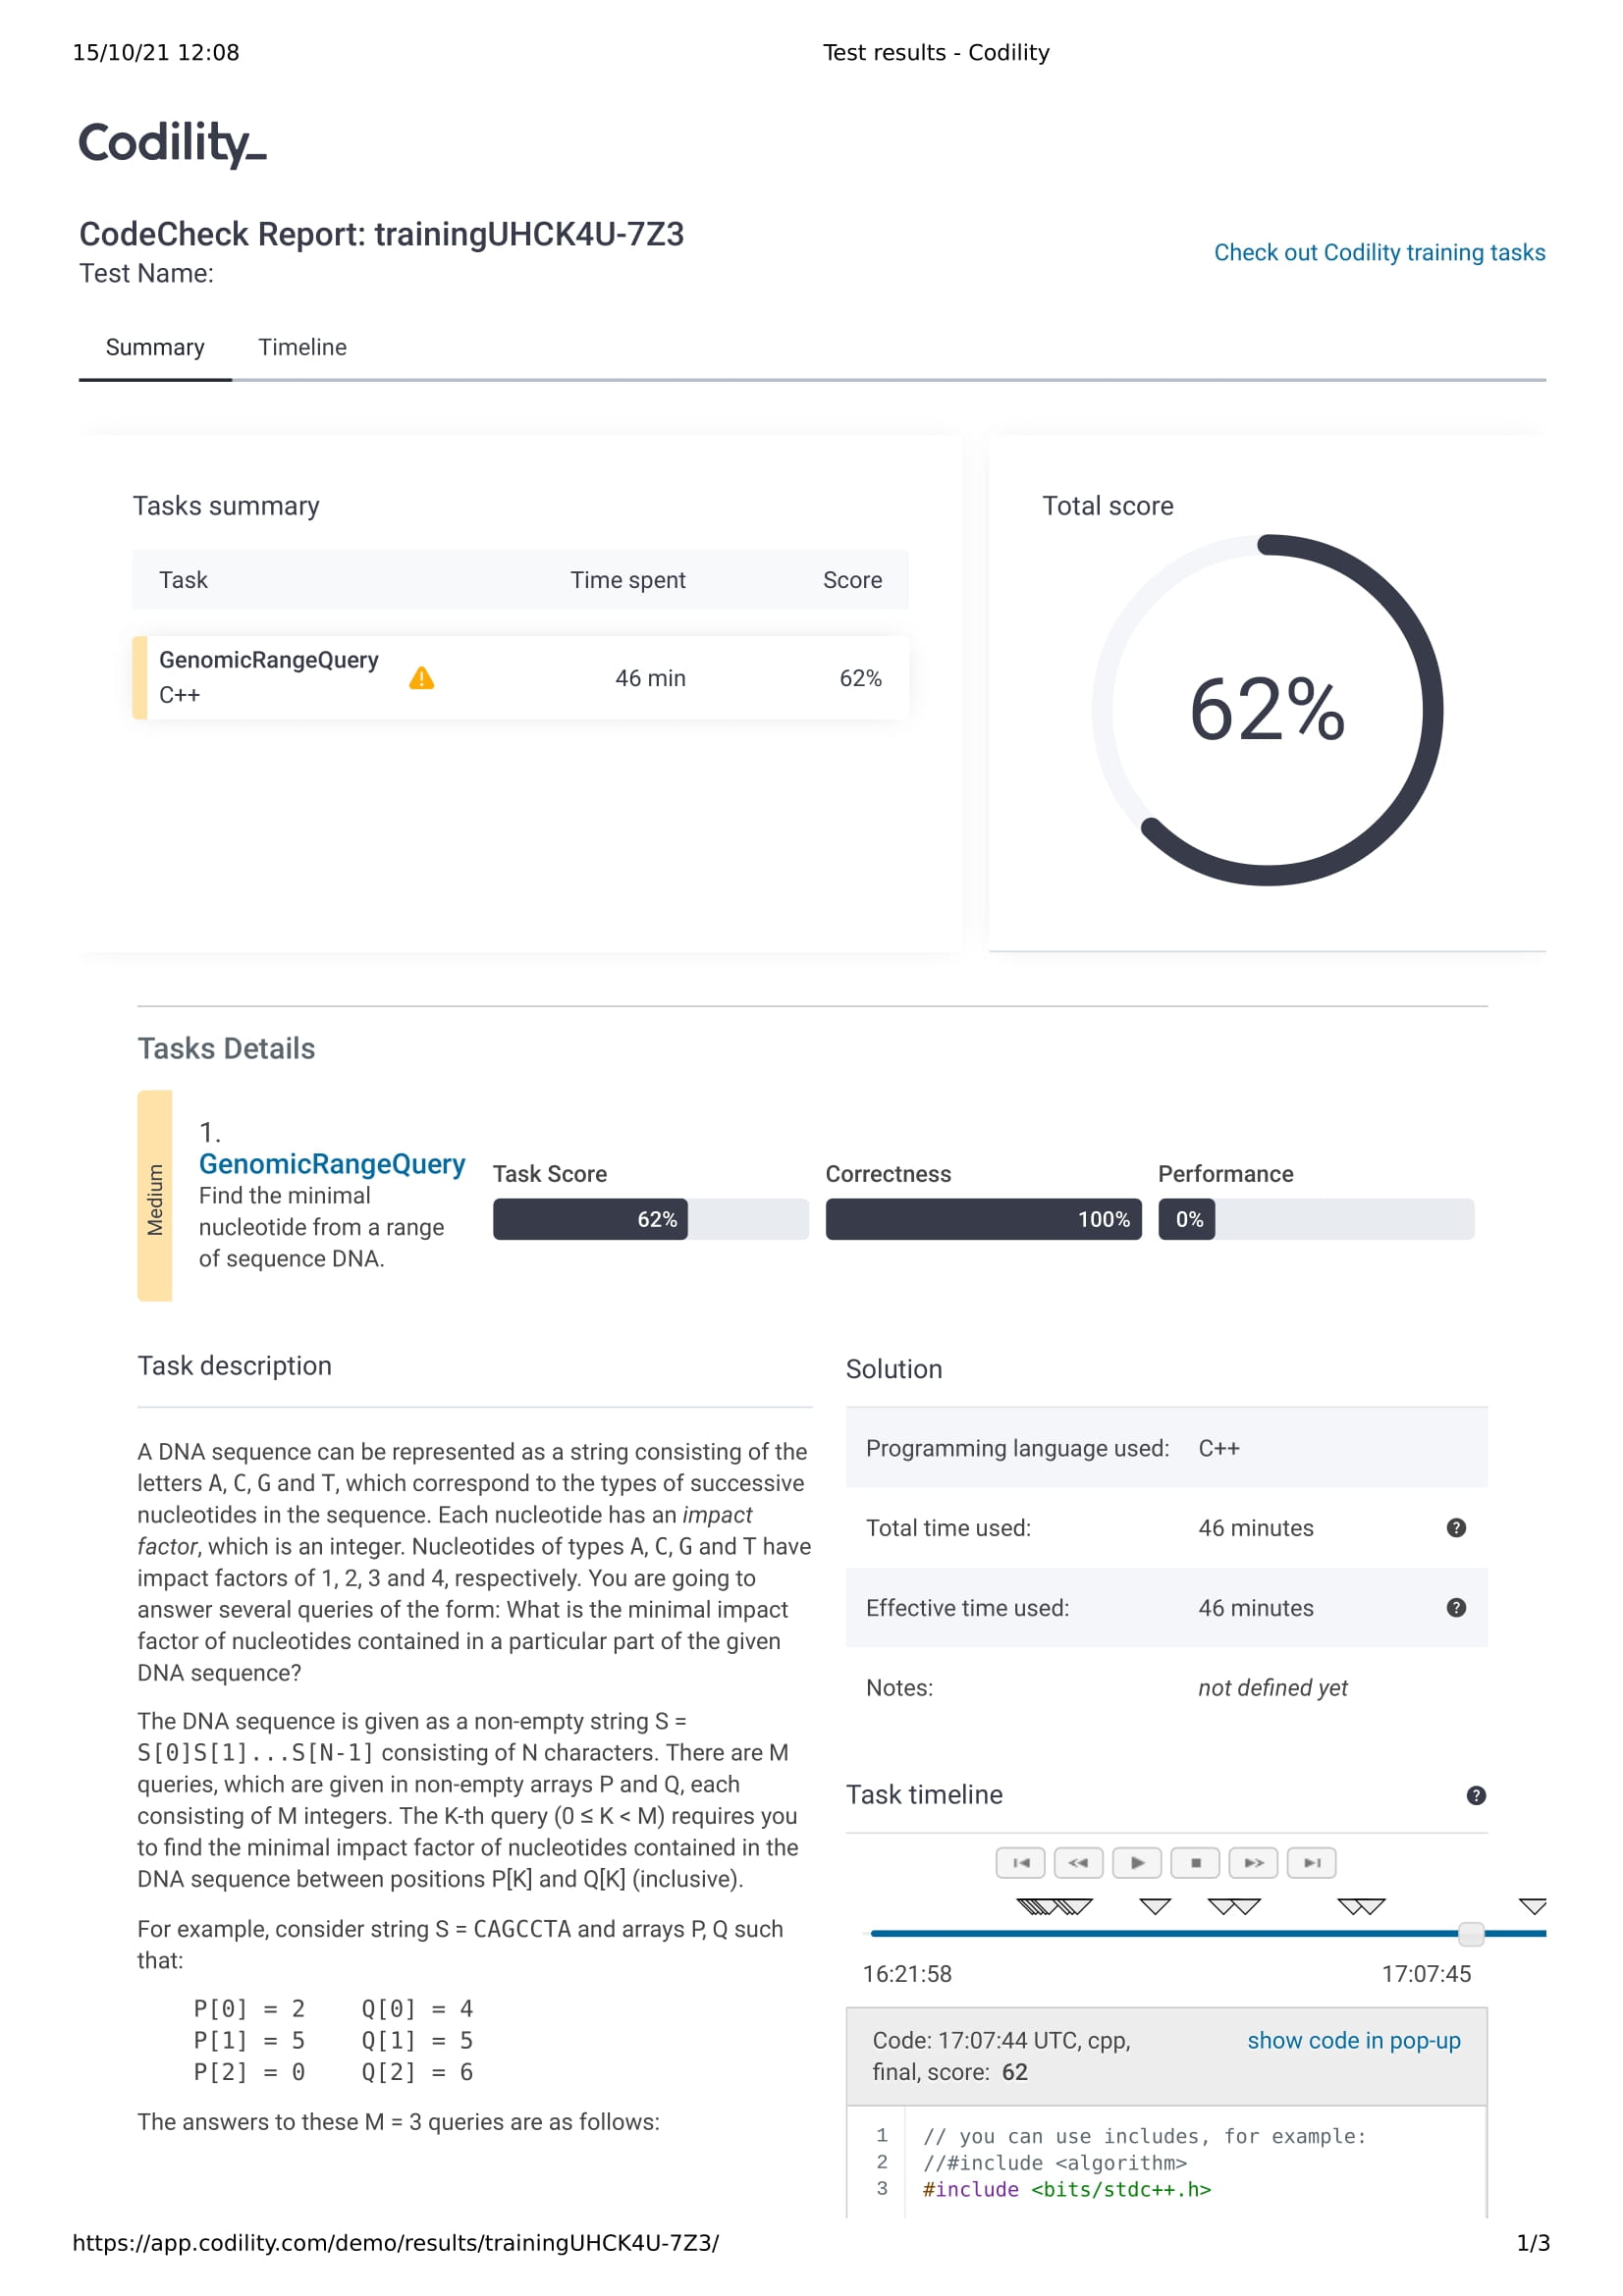 15/10/21 12:08
Test results - Codility
Codility_
CodeCheck Report: trainingUHCK4U-7Z3
Test Name:
Check out Codility training tasks
Summary
Timeline
Tasks summary
Task Time spent Score
GenomicRangeQuery
C++
46 min
62%
Total score
62%
Tasks Details
Medium
1.
GenomicRangeQuery
Find the minimal
nucleotide from a range
of sequence DNA.
Task Score
62%
Correctness
100%
Performance
0%
Task description
A DNA sequence can be represented as a string consisting of the
letters A, C, G and T, which correspond to the types of successive
nucleotides in the sequence. Each nucleotide has an impact
factor, which is an integer. Nucleotides of types A, C, G and T have
impact factors of 1, 2, 3 and 4, respectively. You are going to
answer several queries of the form: What is the minimal impact
factor of nucleotides contained in a particular part of the given
DNA sequence?
The DNA sequence is given as a non-empty string S =
S[0]S[1]...S[N-1] consisting of N characters. There are M
queries, which are given in non-empty arrays P and Q, each
consisting of M integers. The K-th query (0 ≤ K < M) requires you
to find the minimal impact factor of nucleotides contained in the
DNA sequence between positions P[K] and Q[K] (inclusive).
For example, consider string S = CAGCCTA and arrays P, Q such
that:
P[0] = 2 Q[0] = 4
P[1] = 5 Q[1] = 5
P[2] = 0 Q[2] = 6
The answers to these M = 3 queries are as follows:
Solution
Programming language used: C++
Total time used: 46 minutes ?
Effective time used: 46 minutes ?
Notes: not defined yet
Task timeline ?
16:21:58
17:07:45
Code: 17:07:44 UTC, cpp,
final, score: 62
show code in pop-up
1 // you can use includes, for example:
2 //#include <algorithm>
3 #include <bits/stdc++.h>
https://app.codility.com/demo/results/trainingUHCK4U-7Z3/
1/3